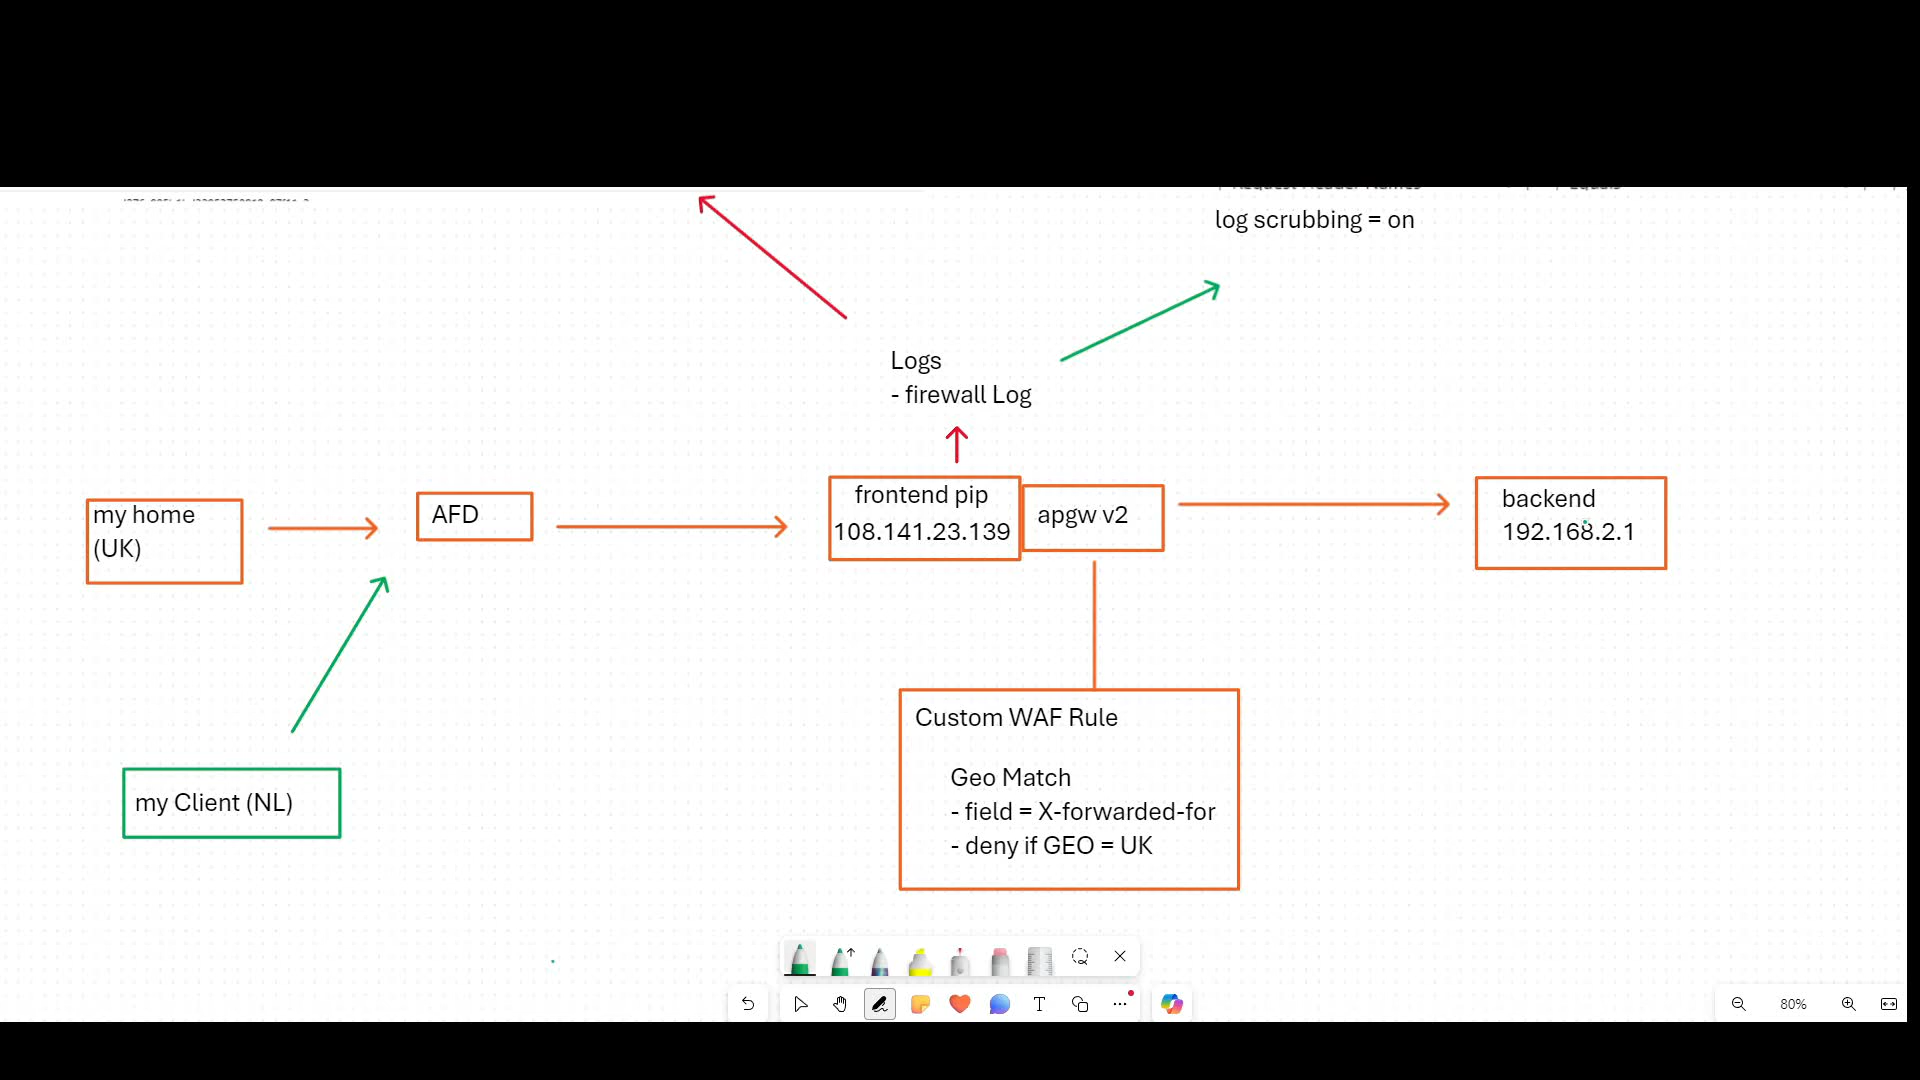 log scrubbing = on
Logs
- firewall Log
my home
(UK)
AFD
frontend pip
108.141.23.139
apgw v2
backend
192.168.2.1
my Client (NL)
Custom WAF Rule
Geo Match
- field = X-forwarded-for
- deny if GEO = UK
T
80%